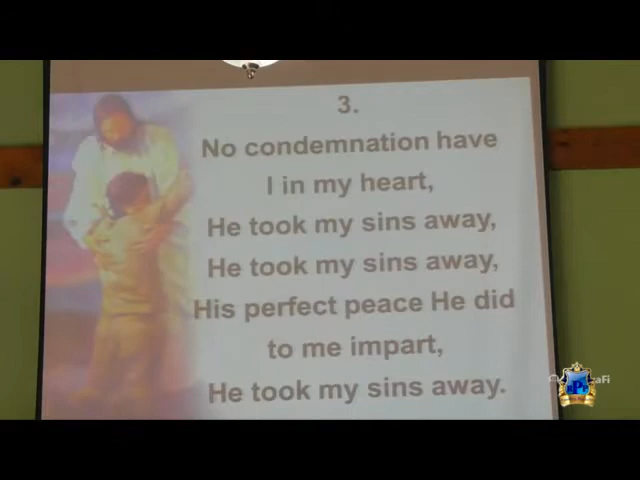 3.
No condemnation have
I in my heart,
He took my sins away,
He took my sins away,
His perfect peace He did
to me impart,
He took my sins away.